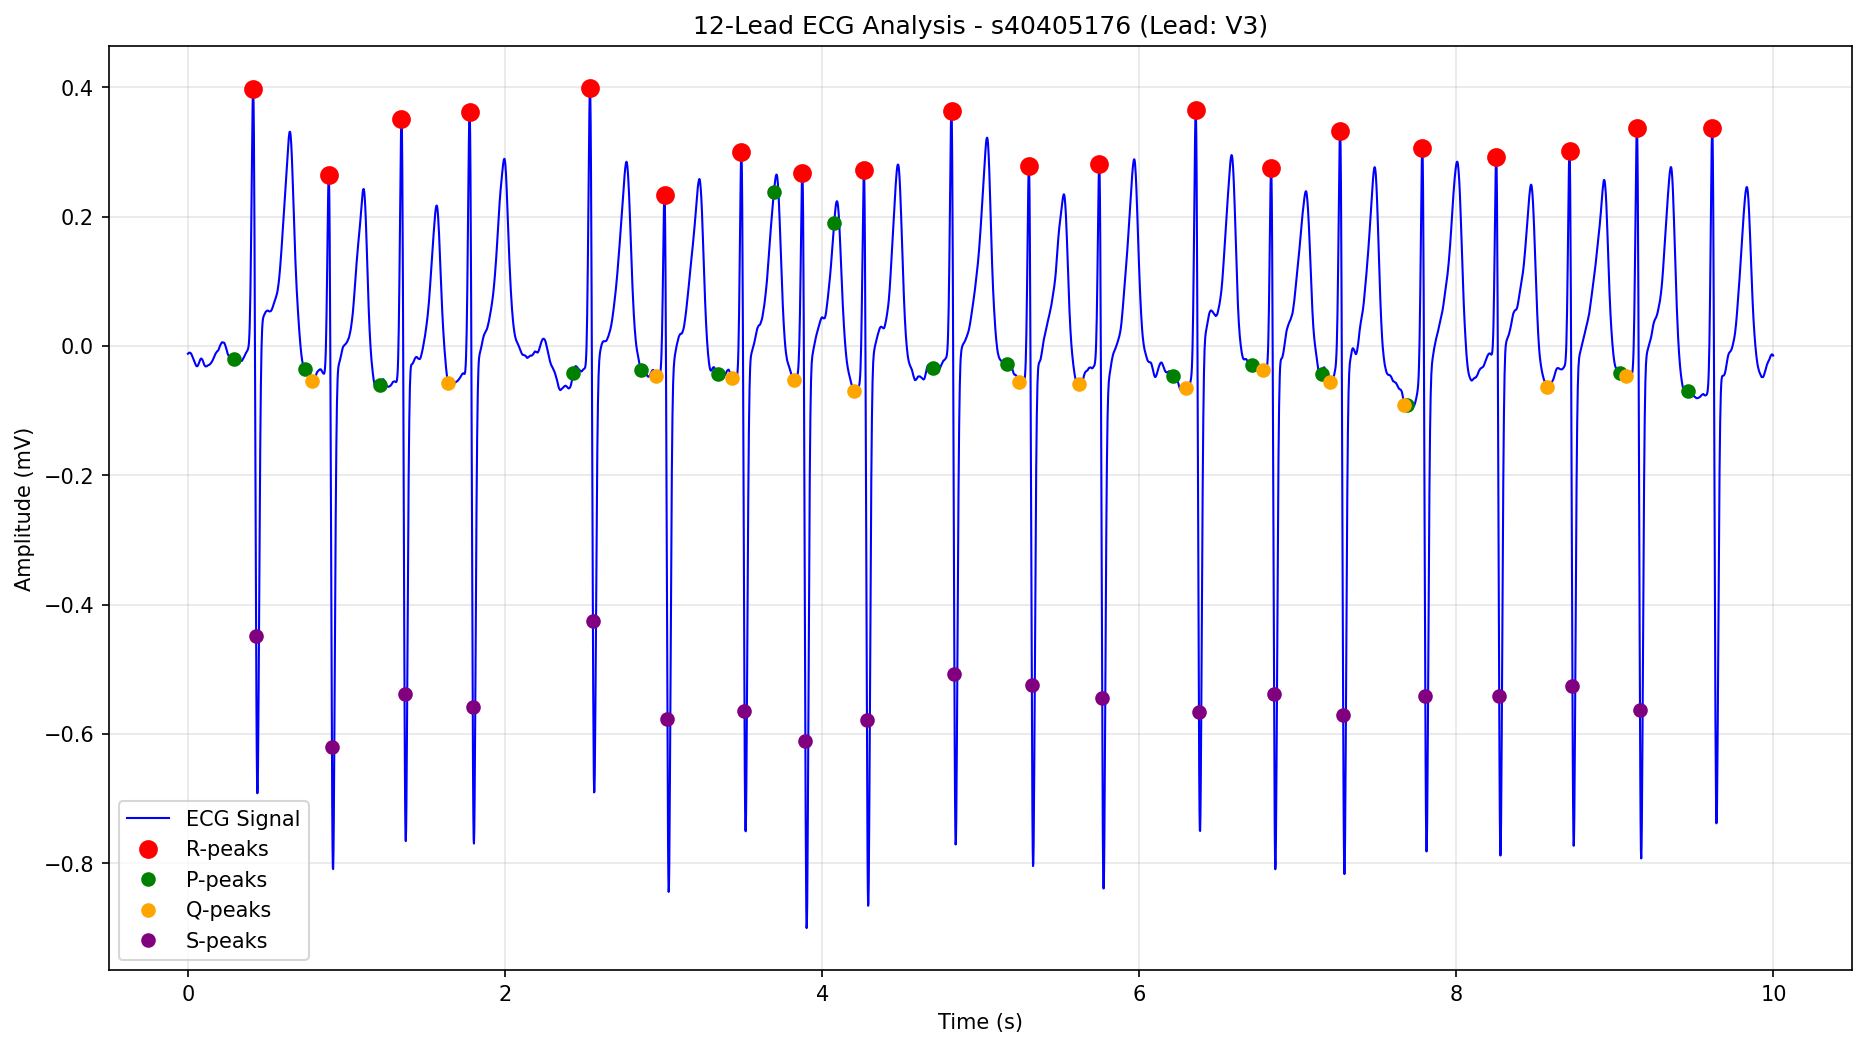 12-Lead ECG Analysis - s40405176 (Lead: V3)
Amplitude (mV)
0.4
0.2
0.0
−0.2
−0.4
−0.6
−0.8
ECG Signal
R-peaks
P-peaks
Q-peaks
S-peaks
0 2 4 6 8 10
Time (s)